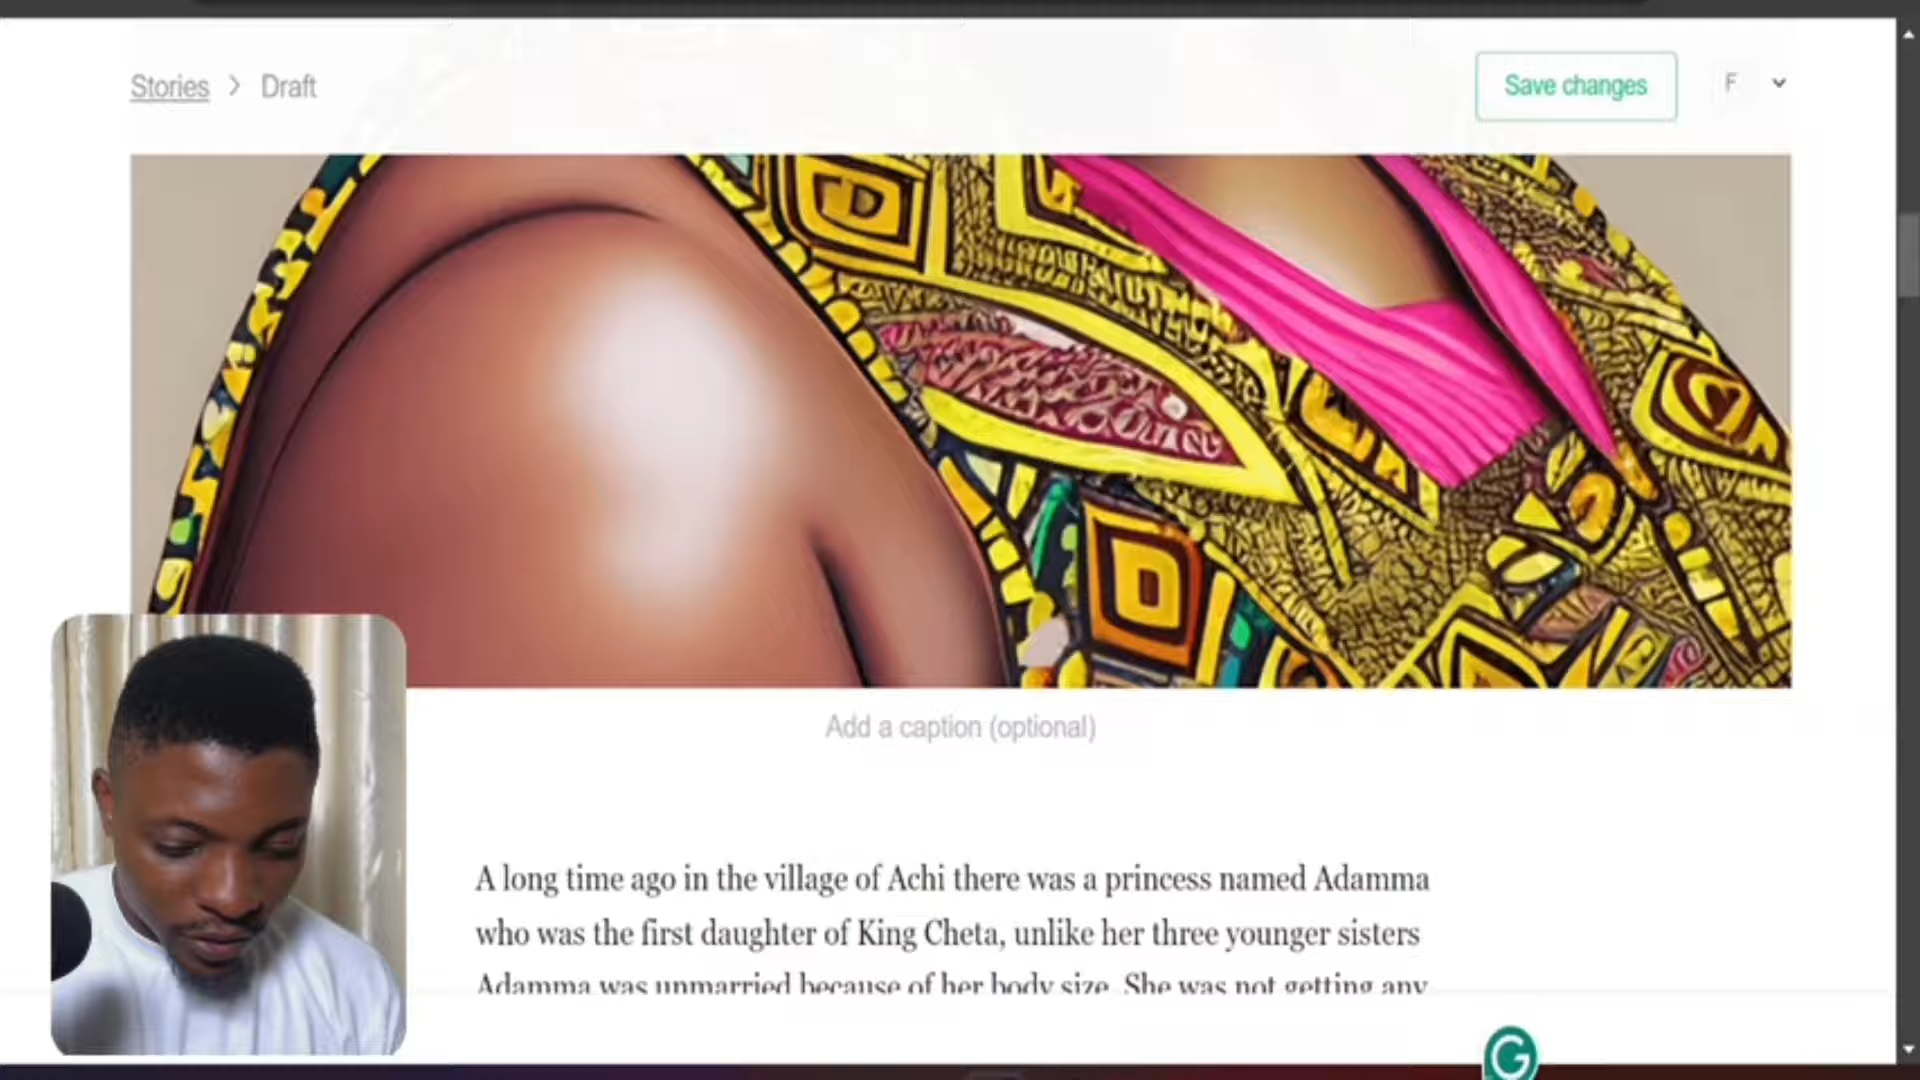 Stories > Draft
Save changes
F
Add a caption (optional)
A long time ago in the village of Achi there was a princess named Adamma
who was the first daughter of King Cheta, unlike her three younger sisters
Adamma was unmarried because of her body size. She was not getting any
G